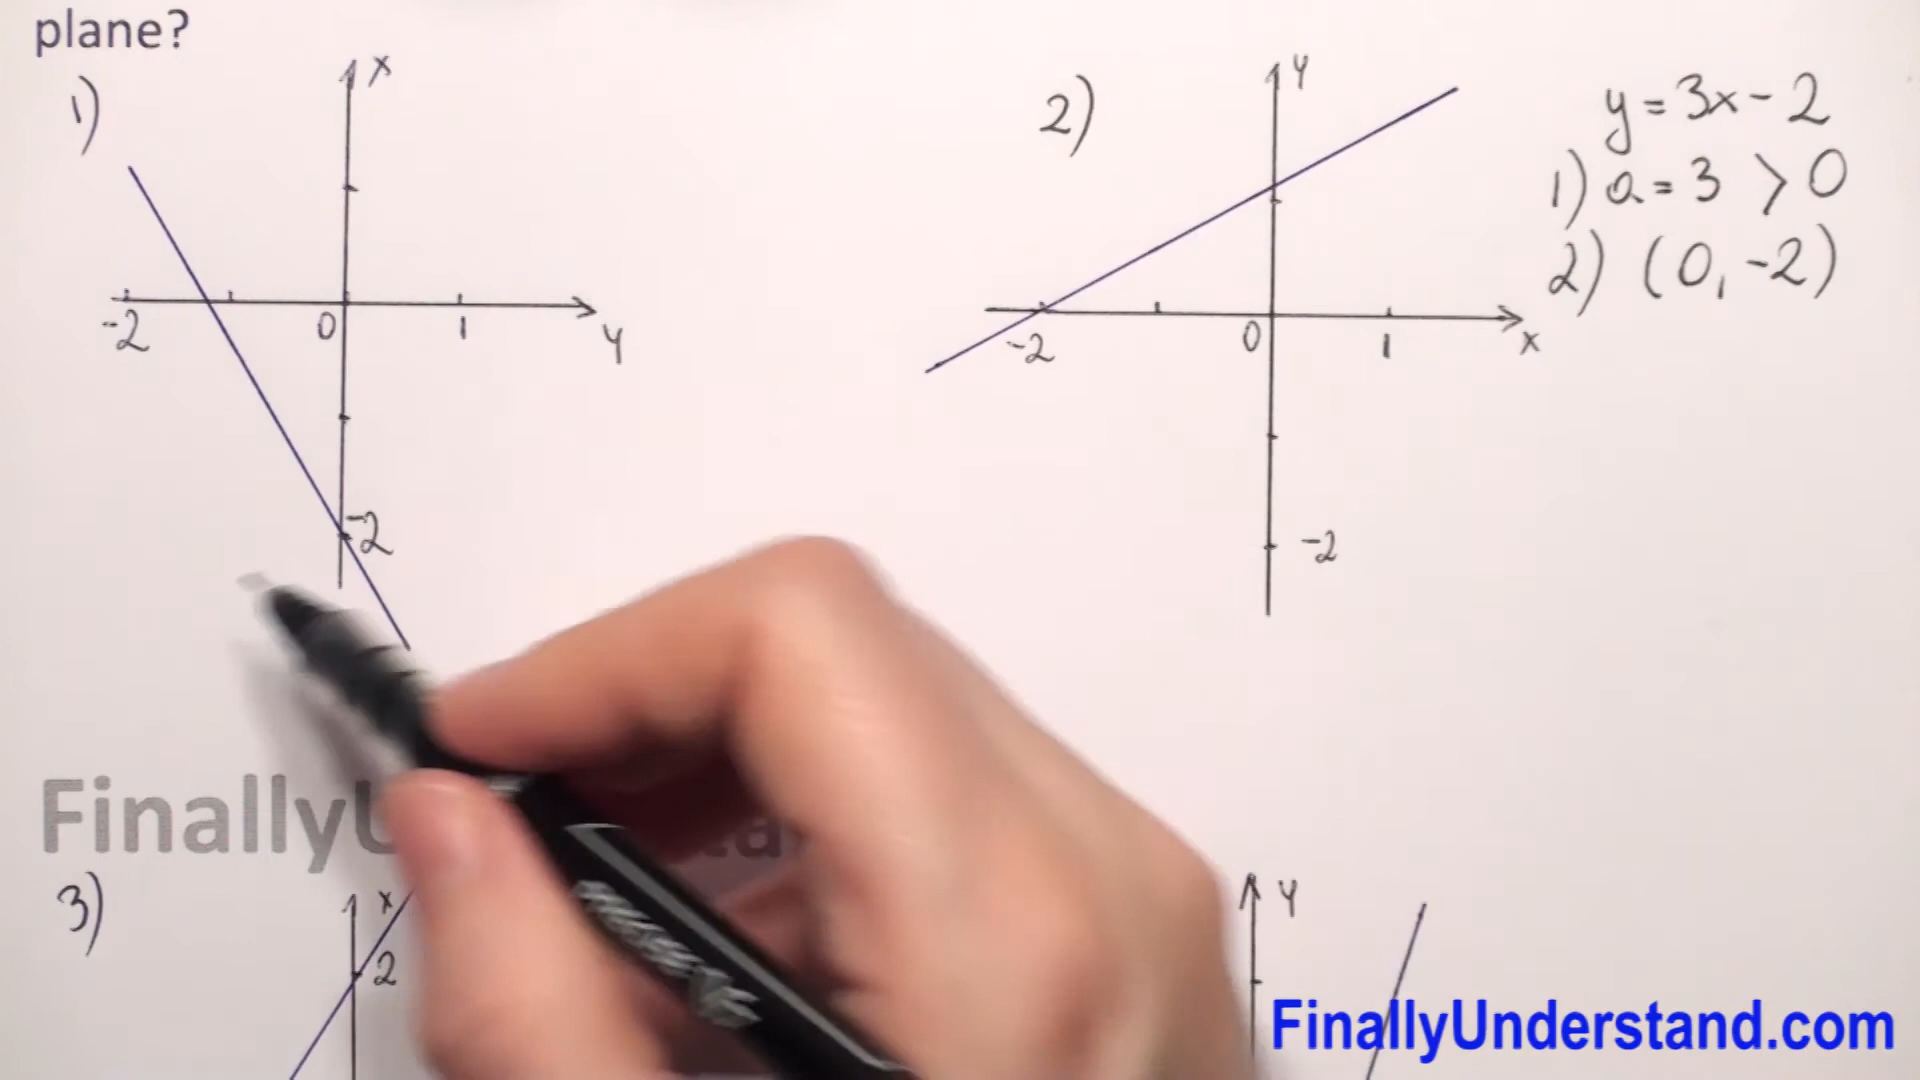 plane?
1)
x
-2
0
1
y
-2
2)
y
-2
0
1
x
-2
y = 3x - 2
1) a = 3 > 0
2) (0, -2)
3)
x
2
y
FinallyUnderstand.com